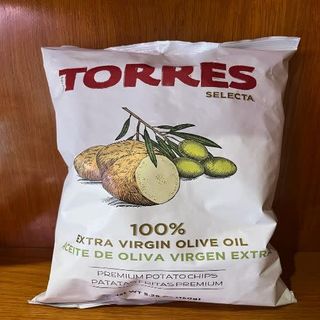 TORRES
SELECTA
100%
EXTRA VIRGIN OLIVE OIL
ACEITE DE OLIVA VIRGEN EXTRA
PREMIUM POTATO CHIPS
PATATAS FRITAS PREMIUM